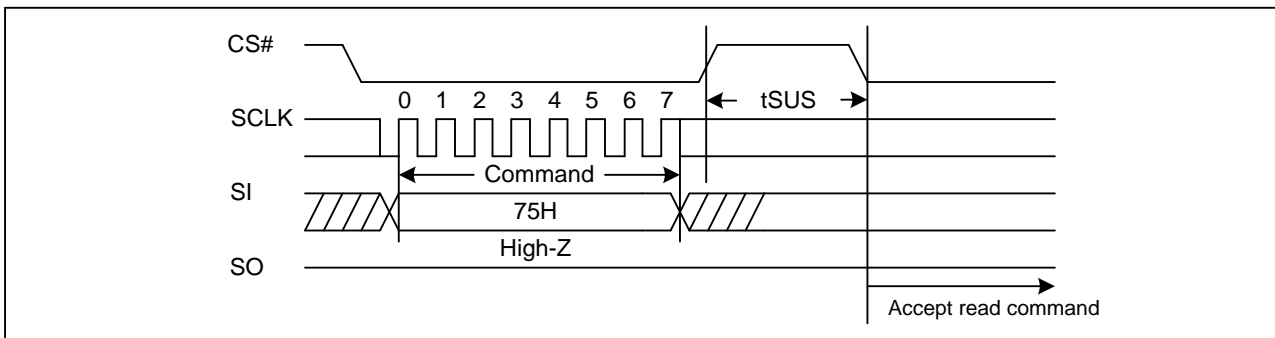 CS#
tSUS
0 1 2 3 4 5 6 7
SCLK
Command
SI
75H
High-Z
SO
Accept read command